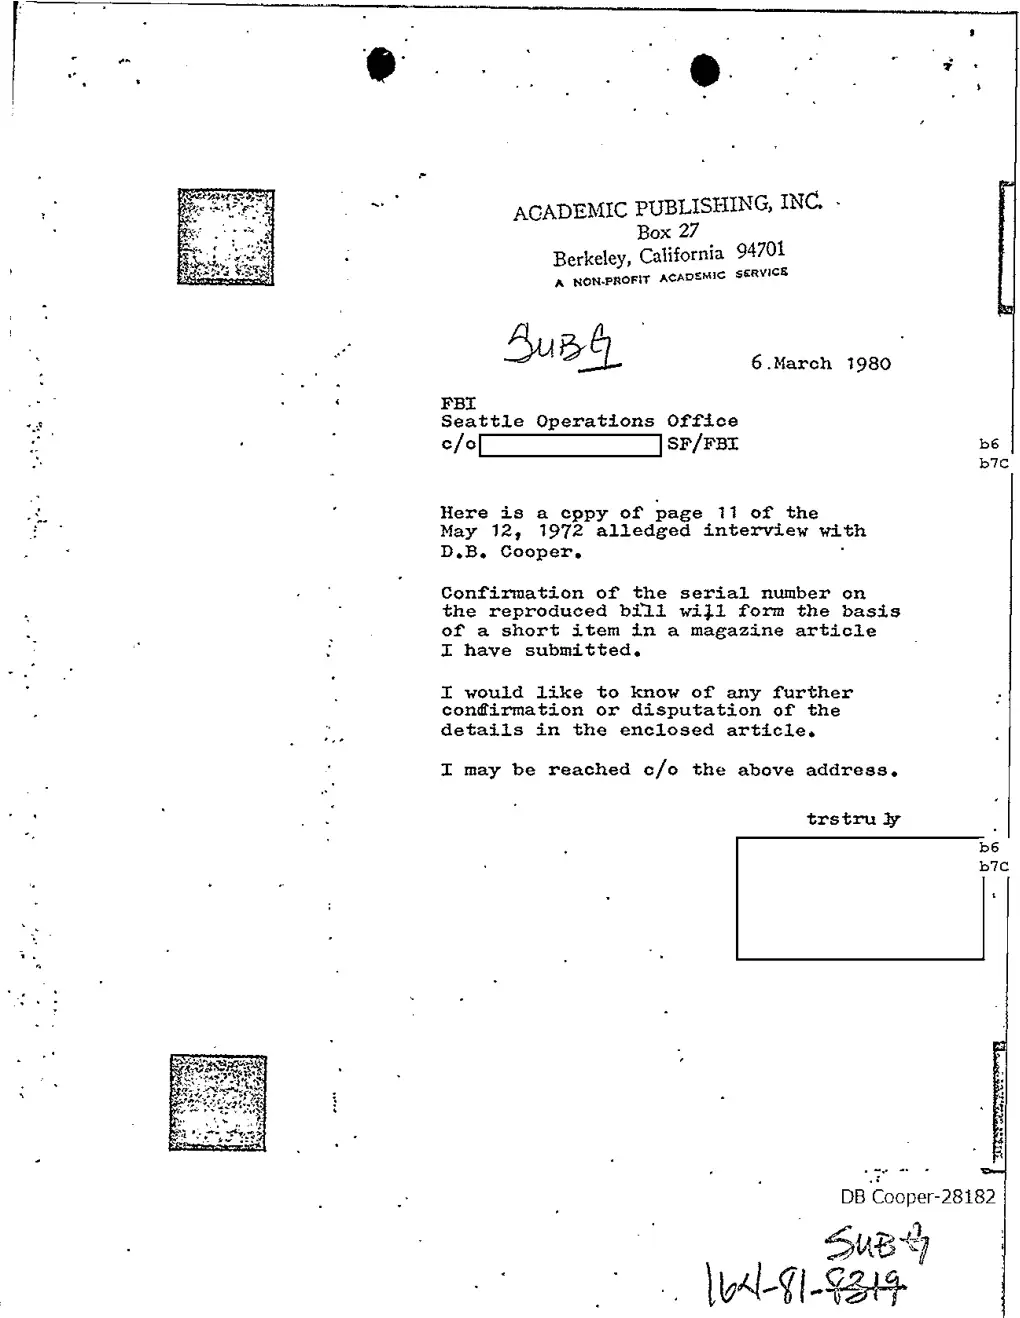 ACADEMIC PUBLISHING, INC.
Box 27
Berkeley, California 94701
A NON-PROFIT ACADEMIC SERVICE
SUB G
6.March 1980
FBI
Seattle Operations Office
c/o SF/FBI
b6
b7C
Here is a cppy of page 11 of the
May 12, 1972 alledged interview with
D.B. Cooper.
Confirmation of the serial number on
the reproduced bill will form the basis
of a short item in a magazine article
I have submitted.
I would like to know of any further
confirmation or disputation of the
details in the enclosed article.
I may be reached c/o the above address.
trstruly
b6
b7C
DB Cooper-28182
SUB G
164-81-8319